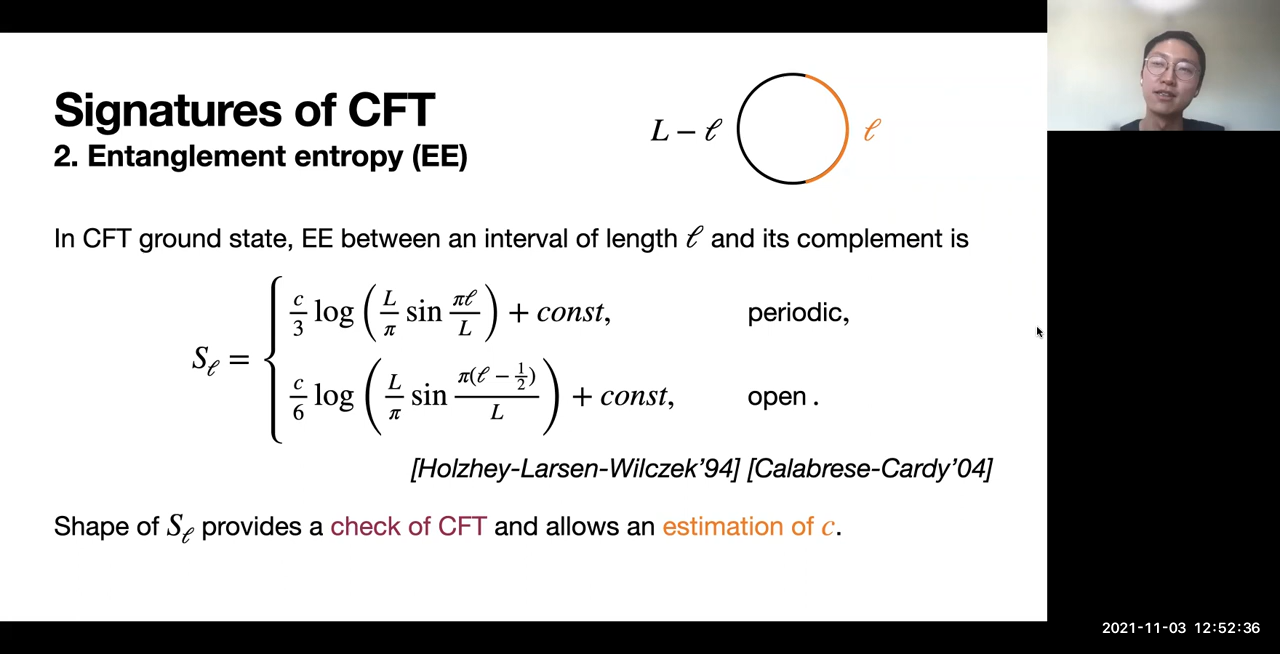 Signatures of CFT
2. Entanglement entropy (EE)
L − ℓ
ℓ
In CFT ground state, EE between an interval of length ℓ and its complement is
S_ℓ = { c/3 log (L/π sin πℓ/L) + const, periodic,
c/6 log (L/π sin π(ℓ − 1/2)/L) + const, open .
[Holzhey-Larsen-Wilczek’94] [Calabrese-Cardy’04]
Shape of S_ℓ provides a check of CFT and allows an estimation of c.
2021-11-03 12:52:36